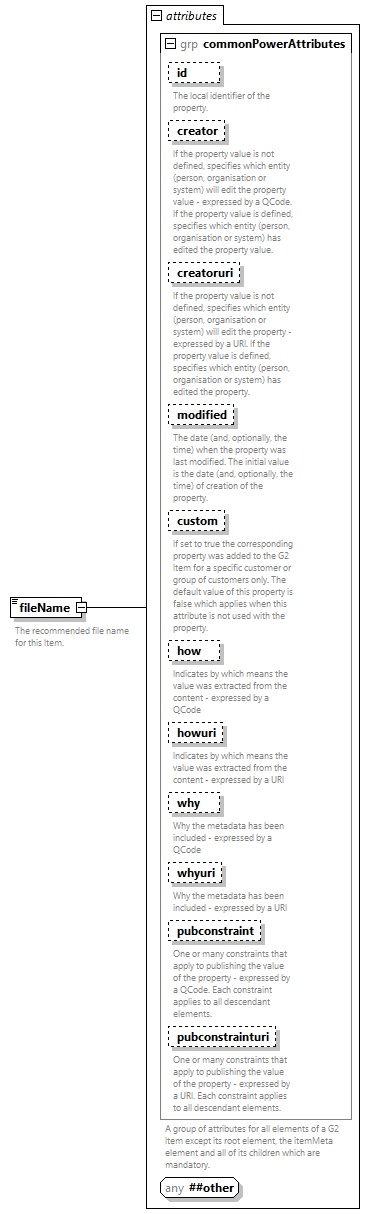 attributes
grp commonPowerAttributes
id
The local identifier of the
property.
creator
If the property value is not
defined, specifies which entity
(person, organisation or
system) will edit the property
value - expressed by a QCode.
If the property value is defined,
specifies which entity (person,
organisation or system) has
edited the property value.
creatoruri
If the property value is not
defined, specifies which entity
(person, organisation or
system) will edit the property -
expressed by a URI. If the
property value is defined,
specifies which entity (person,
organisation or system) has
edited the property.
modified
The date (and, optionally, the
time) when the property was
last modified. The initial value
is the date (and, optionally, the
time) of creation of the
property.
custom
If set to true the corresponding
property was added to the G2
Item for a specific customer or
group of customers only. The
default value of this property is
false which applies when this
attribute is not used with the
property.
fileName
The recommended file name
for this Item.
how
Indicates by which means the
value was extracted from the
content - expressed by a
QCode
howuri
Indicates by which means the
value was extracted from the
content - expressed by a URI
why
Why the metadata has been
included - expressed by a
QCode
whyuri
Why the metadata has been
included - expressed by a URI
pubconstraint
One or many constraints that
apply to publishing the value
of the property - expressed by
a QCode. Each constraint
applies to all descendant
elements.
pubconstrainturi
One or many constraints that
apply to publishing the value
of the property - expressed by
a URI. Each constraint applies
to all descendant elements.
A group of attributes for all elements of a G2
Item except its root element, the itemMeta
element and all of its children which are
mandatory.
any ##other